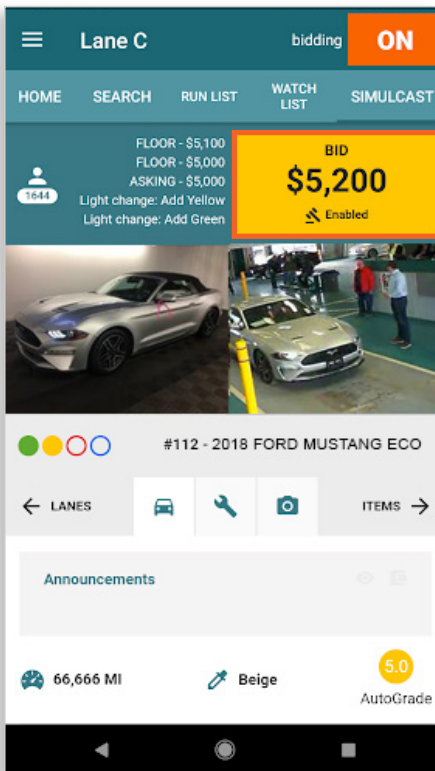 Lane C
bidding
ON
HOME
SEARCH
RUN LIST
WATCH
LIST
SIMULCAST
1644
FLOOR - $5,100
FLOOR - $5,000
ASKING - $5,000
Light change: Add Yellow
Light change: Add Green
BID
$5,200
Enabled
#112 - 2018 FORD MUSTANG ECO
LANES
ITEMS
Announcements
66,666 MI
Beige
5.0
AutoGrade